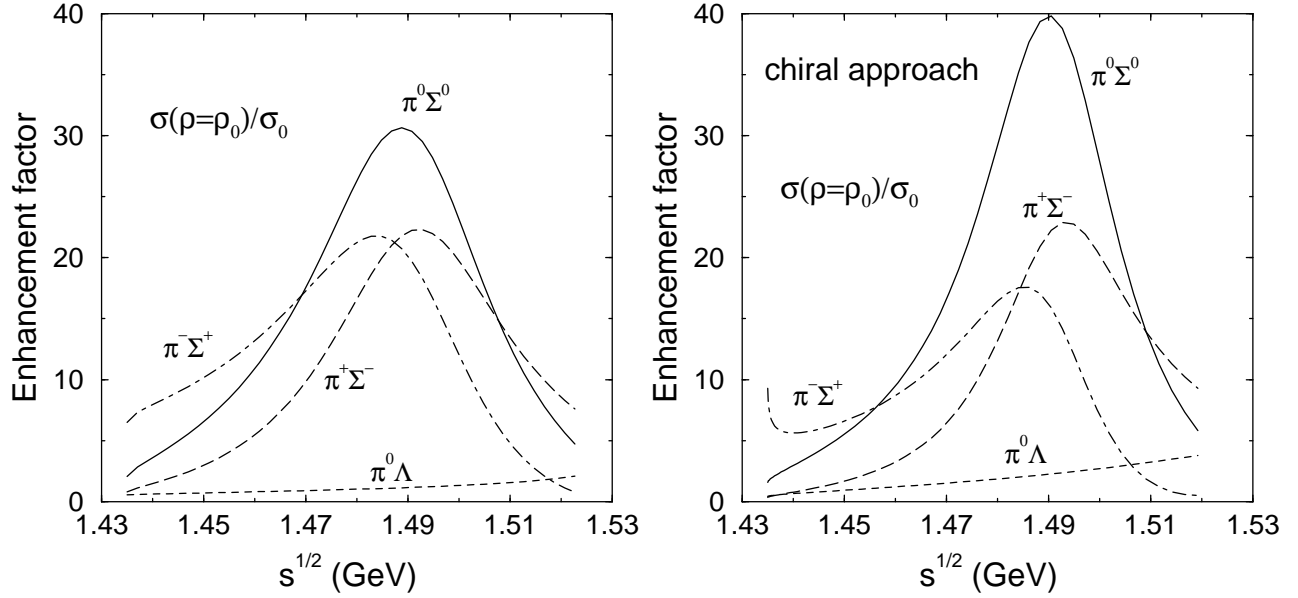 40
30
20
10
0
Enhancement factor
σ(ρ=ρ₀)/σ₀
π⁰Σ⁰
π⁻Σ⁺
π⁺Σ⁻
π⁰Λ
1.43 1.45 1.47 1.49 1.51 1.53
s^{1/2} (GeV)
40
30
20
10
0
Enhancement factor
chiral approach
π⁰Σ⁰
σ(ρ=ρ₀)/σ₀
π⁺Σ⁻
π⁻Σ⁺
π⁰Λ
1.43 1.45 1.47 1.49 1.51 1.53
s^{1/2} (GeV)